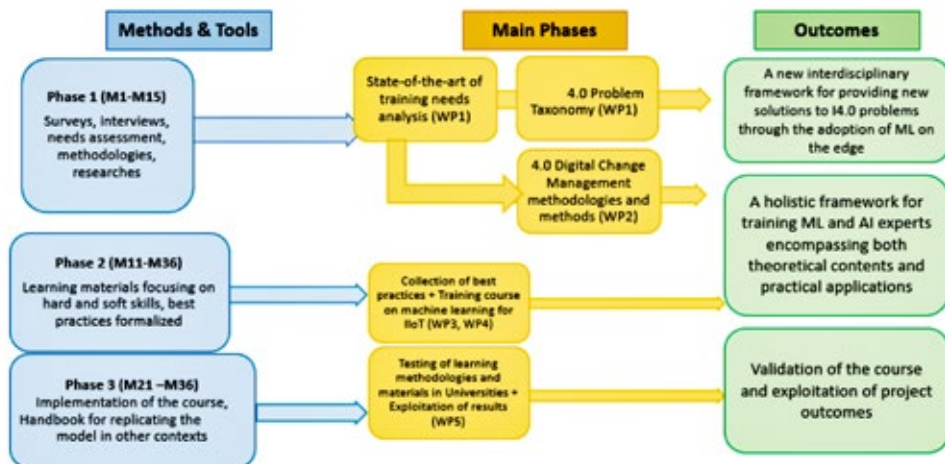 Methods & Tools
Main Phases
Outcomes
Phase 1 (M1-M15)
Surveys, Interviews,
needs assessment,
methodologies,
researches
State-of-the-art of
training needs
analysis (WP1)
4.0 Problem
Taxonomy (WP1)
A new interdisciplinary
framework for providing new
solutions to I4.0 problems
through the adoption of ML on
the edge
4.0 Digital Change
Management
methodologies and
methods (WP2)
A holistic framework for
training ML and AI experts
encompassing both
theoretical contents and
practical applications
Phase 2 (M11-M36)
Learning materials focusing on
hard and soft skills, best
practices formalized
Collection of best
practices + Training course
on machine learning for
IIoT (WP3, WP4)
Phase 3 (M21 –M36)
Implementation of the course,
Handbook for replicating the
model in other contexts
Testing of learning
methodologies and
materials in Universities +
Exploitation of results
(WP5)
Validation of the course
and exploitation of project
outcomes